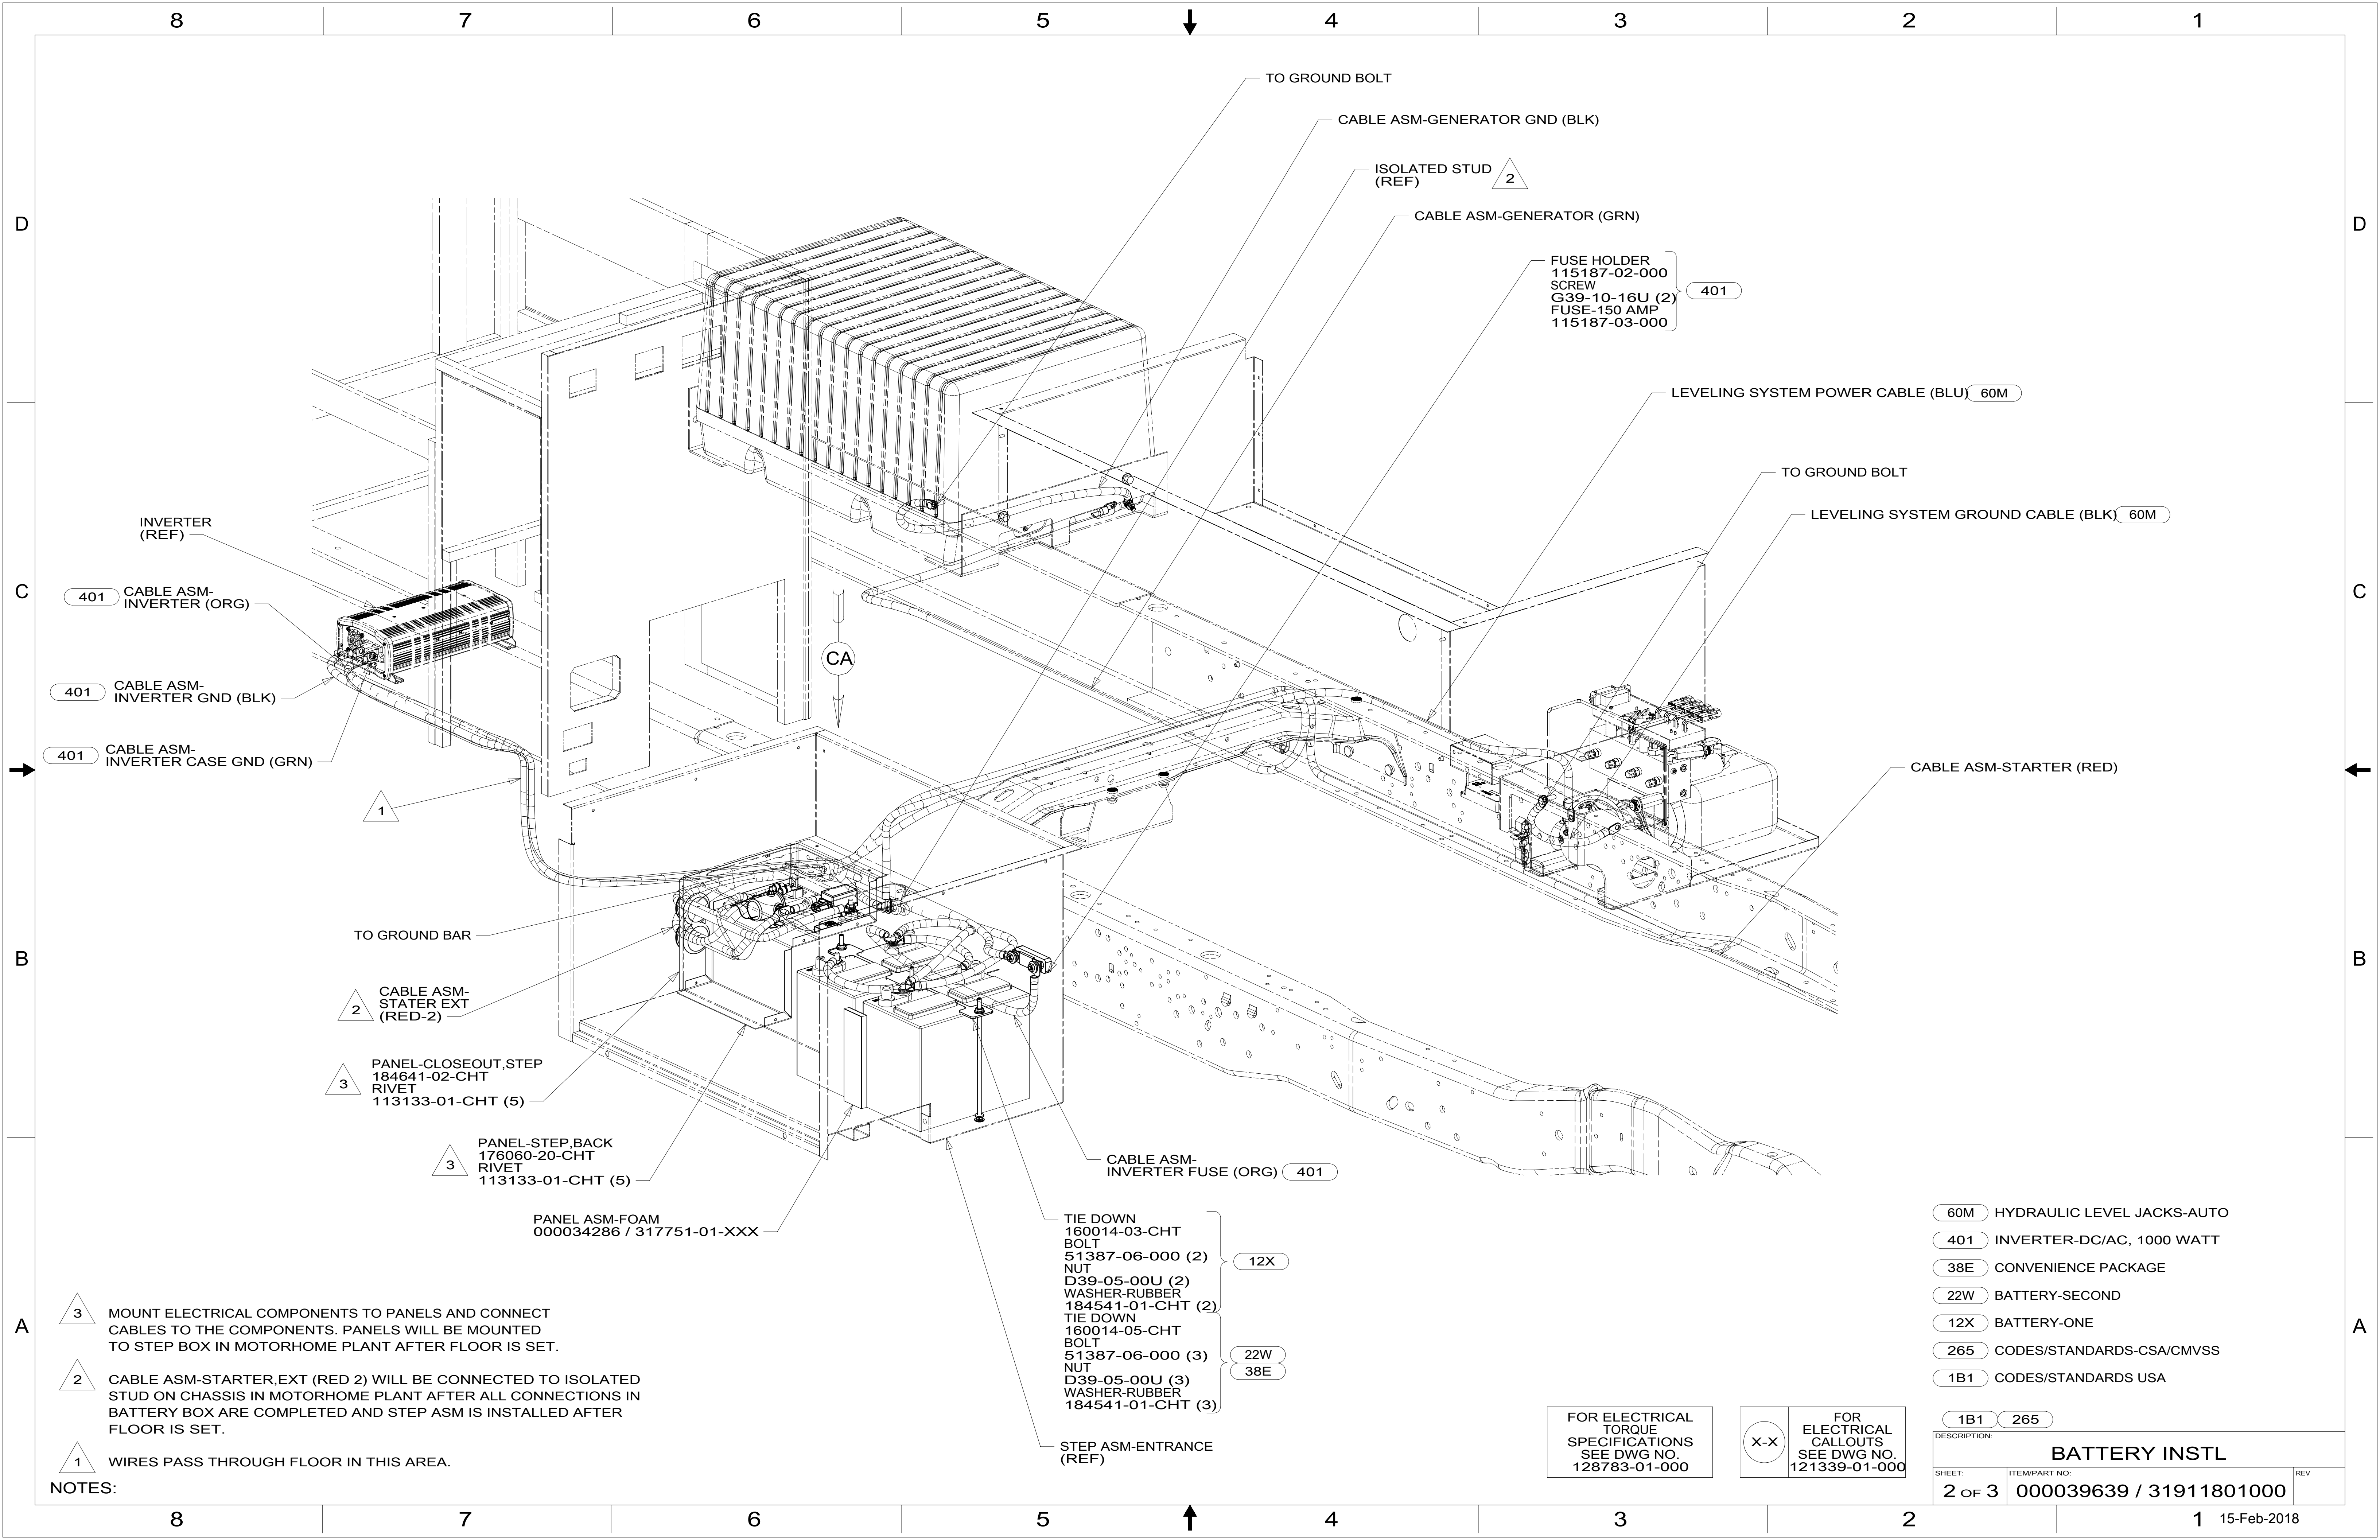 8 7 6 5 4 3 2 1
D
D
C
C
B
B
A
A
TO GROUND BOLT
CABLE ASM-GENERATOR GND (BLK)
ISOLATED STUD
(REF)
2
CABLE ASM-GENERATOR (GRN)
FUSE HOLDER
115187-02-000
SCREW
G39-10-16U (2)
FUSE-150 AMP
115187-03-000
401
LEVELING SYSTEM POWER CABLE (BLU) 60M
TO GROUND BOLT
LEVELING SYSTEM GROUND CABLE (BLK) 60M
CABLE ASM-STARTER (RED)
INVERTER
(REF)
401 CABLE ASM-
INVERTER (ORG)
401 CABLE ASM-
INVERTER GND (BLK)
401 CABLE ASM-
INVERTER CASE GND (GRN)
CA
1
TO GROUND BAR
2
CABLE ASM-
STATER EXT
(RED-2)
3
PANEL-CLOSEOUT,STEP
184641-02-CHT
RIVET
113133-01-CHT (5)
3
PANEL-STEP,BACK
176060-20-CHT
RIVET
113133-01-CHT (5)
PANEL ASM-FOAM
000034286 / 317751-01-XXX
CABLE ASM-
INVERTER FUSE (ORG) 401
TIE DOWN
160014-03-CHT
BOLT
51387-06-000 (2)
NUT
D39-05-00U (2)
WASHER-RUBBER
184541-01-CHT (2)
12X
TIE DOWN
160014-05-CHT
BOLT
51387-06-000 (3)
NUT
D39-05-00U (3)
WASHER-RUBBER
184541-01-CHT (3)
22W
38E
STEP ASM-ENTRANCE
(REF)
3 MOUNT ELECTRICAL COMPONENTS TO PANELS AND CONNECT
CABLES TO THE COMPONENTS. PANELS WILL BE MOUNTED
TO STEP BOX IN MOTORHOME PLANT AFTER FLOOR IS SET.
2 CABLE ASM-STARTER,EXT (RED 2) WILL BE CONNECTED TO ISOLATED
STUD ON CHASSIS IN MOTORHOME PLANT AFTER ALL CONNECTIONS IN
BATTERY BOX ARE COMPLETED AND STEP ASM IS INSTALLED AFTER
FLOOR IS SET.
1 WIRES PASS THROUGH FLOOR IN THIS AREA.
NOTES:
60M HYDRAULIC LEVEL JACKS-AUTO
401 INVERTER-DC/AC, 1000 WATT
38E CONVENIENCE PACKAGE
22W BATTERY-SECOND
12X BATTERY-ONE
265 CODES/STANDARDS-CSA/CMVSS
1B1 CODES/STANDARDS USA
1B1 265
FOR ELECTRICAL
TORQUE
SPECIFICATIONS
SEE DWG NO.
128783-01-000
X-X
FOR
ELECTRICAL
CALLOUTS
SEE DWG NO.
121339-01-000
DESCRIPTION:
BATTERY INSTL
SHEET:
2 OF 3
ITEM/PART NO:
000039639 / 31911801000
REV
8 7 6 5 4 3 2 1
15-Feb-2018